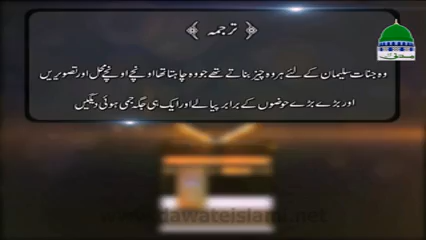 ترجمہ
وہ جنات سلیمان کے لئے ہر وہ چیز بناتے تھے جو وہ چاہتا تھا اونچے اونچے محل اور تصویریں
اور بڑے بڑے حوضوں کے برابر پیالے اور ایک ہی جگہ جمی ہوئی دیگیں
www.dawateislami.net